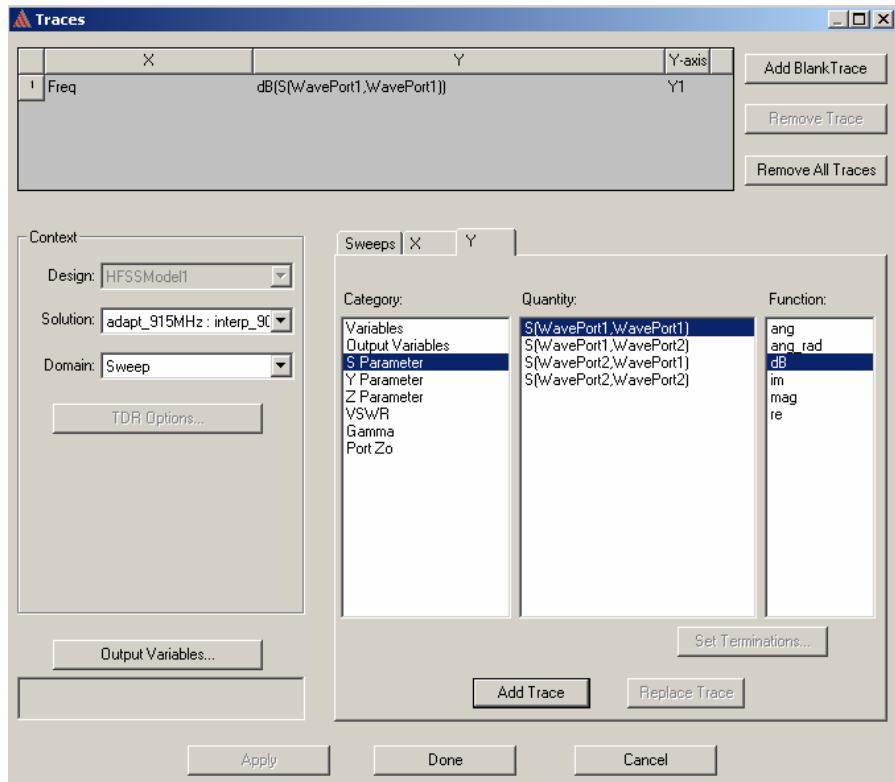 Traces
X Y Y-axis
1 Freq dB(S(WavePort1,WavePort1)) Y1
Add BlankTrace
Remove Trace
Remove All Traces
Context
Design: HFSSModel1
Solution: adapt_915MHz : interp_90
Domain: Sweep
TDR Options...
Sweeps X Y
Category: Quantity: Function:
Variables
Output Variables
S Parameter
Y Parameter
Z Parameter
VSWR
Gamma
Port Zo
S(WavePort1,WavePort1)
S(WavePort1,WavePort2)
S(WavePort2,WavePort1)
S(WavePort2,WavePort2)
ang
ang_rad
dB
im
mag
re
Set Terminations...
Output Variables...
Add Trace Replace Trace
Apply Done Cancel